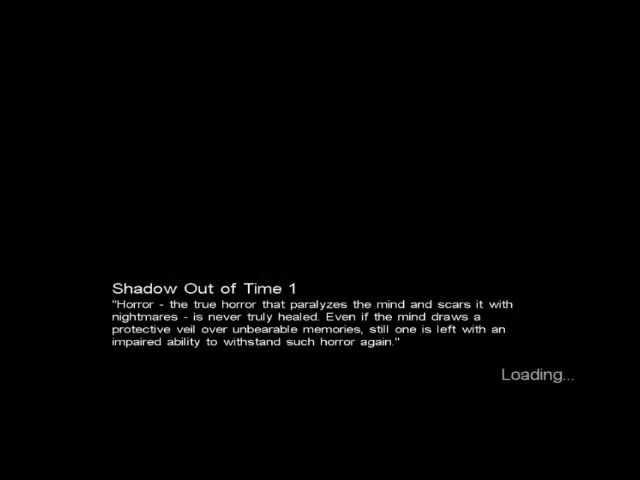 Shadow Out of Time 1
"Horror - the true horror that paralyzes the mind and scars it with
nightmares - is never truly healed. Even if the mind draws a
protective veil over unbearable memories, still one is left with an
impaired ability to withstand such horror again."
Loading...